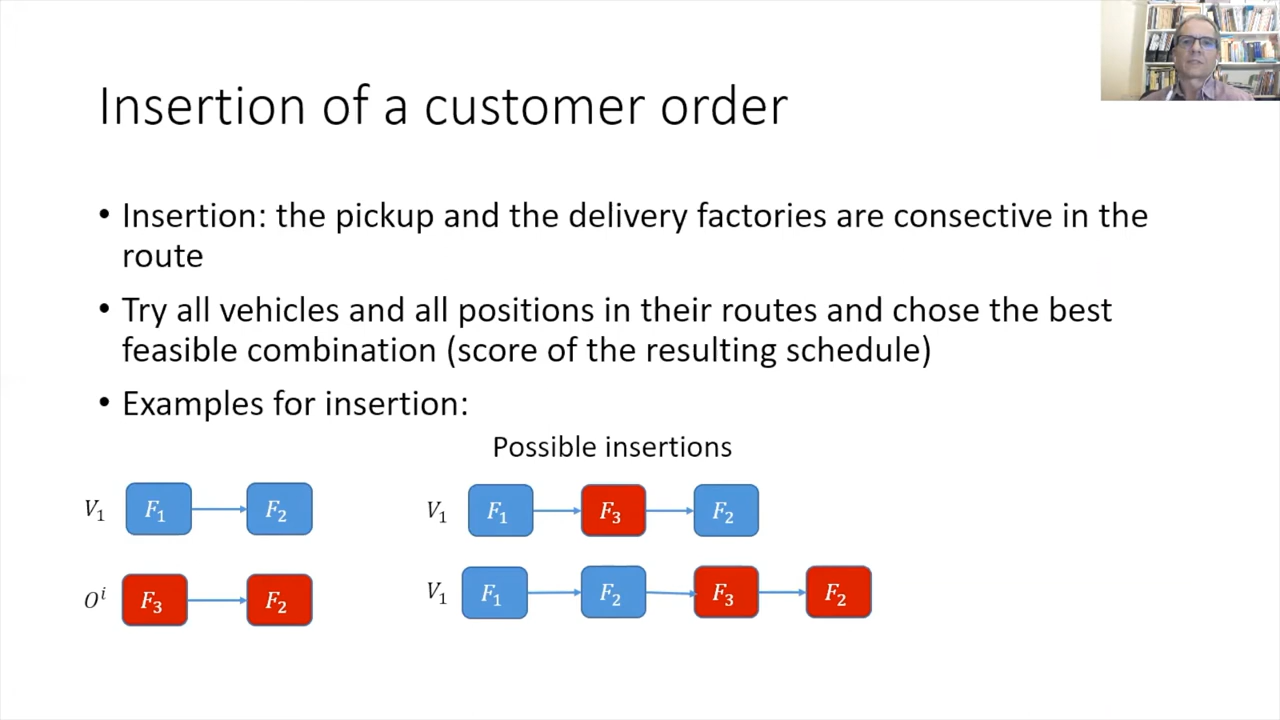 Insertion of a customer order
• Insertion: the pickup and the delivery factories are consective in the
route
• Try all vehicles and all positions in their routes and chose the best
feasible combination (score of the resulting schedule)
• Examples for insertion:
Possible insertions
V₁ F₁ F₂
V₁ F₁ F₃ F₂
Oⁱ F₃ F₂
V₁ F₁ F₂ F₃ F₂